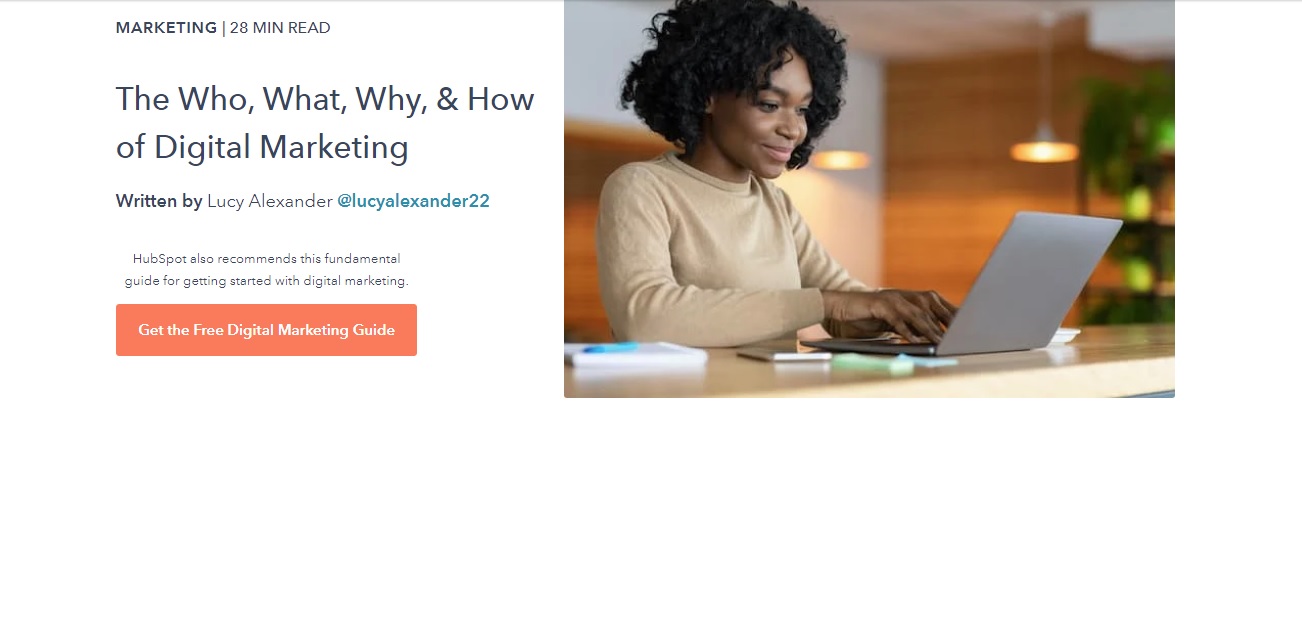 MARKETING | 28 MIN READ
The Who, What, Why, & How
of Digital Marketing
Written by Lucy Alexander @lucyalexander22
HubSpot also recommends this fundamental
guide for getting started with digital marketing.
Get the Free Digital Marketing Guide